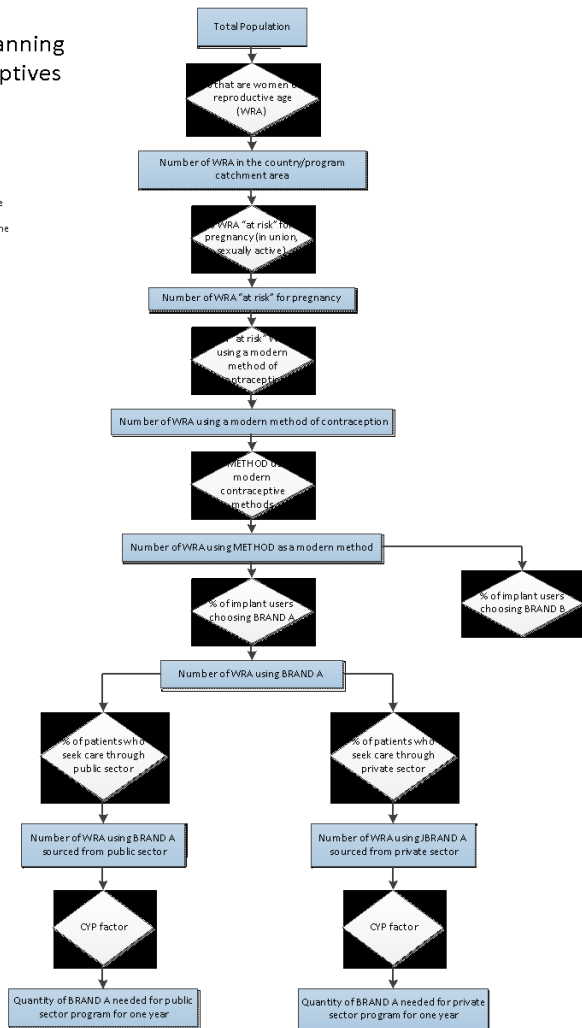 anning
ptives
e
ne
Total Population
that are women o
reproductive age
(WRA)
Number of WRA in the country/program
catchment area
WRA "at risk" for
pregnancy (in union,
sexually active)
Number of WRA "at risk" for pregnancy
"at risk" W
using a modern
method of
ontraception
Number of WRA using a modern method of contraception
METHOD as
modern
contraceptive
methods
Number of WRA using METHOD as a modern method
% of implant users
choosing BRAND A
% of implant users
choosing BRAND B
Number of WRA using BRAND A
% of patients who
seek care through
public sector
% of patients who
seek care through
private sector
Number of WRA using BRAND A
sourced from public sector
Number of WRA using JBRAND A
sourced from private sector
CYP factor
CYP factor
Quantity of BRAND A needed for public
sector program for one year
Quantity of BRAND A needed for private
sector program for one year